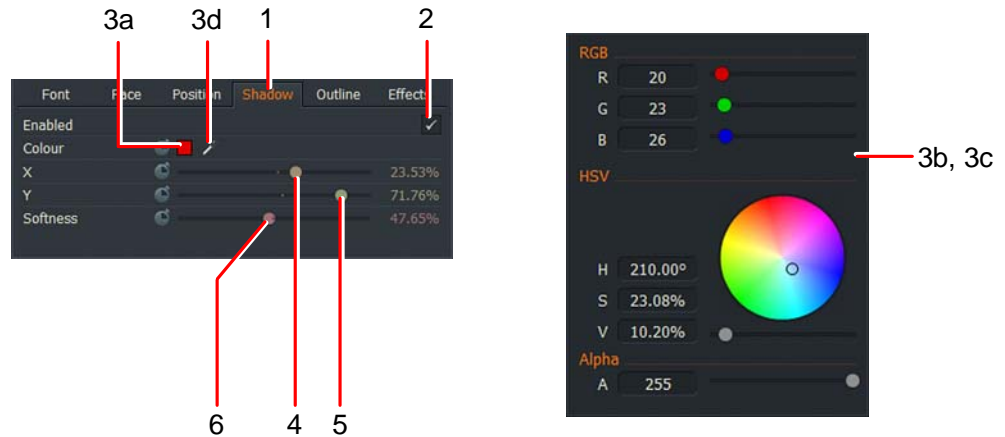 3a 3d 1 2
Font Face Position Shadow Outline Effects
Enabled
Colour
X 23.53%
Y 71.76%
Softness 47.65%
6 4 5
RGB
R 20
G 23
B 26
3b, 3c
HSV
H 210.00º
S 23.08%
V 10.20%
Alpha
A 255